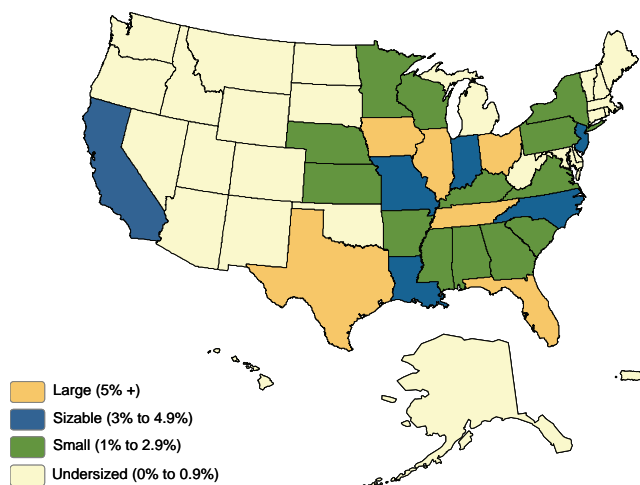 Large (5% +)
Sizable (3% to 4.9%)
Small (1% to 2.9%)
Undersized (0% to 0.9%)